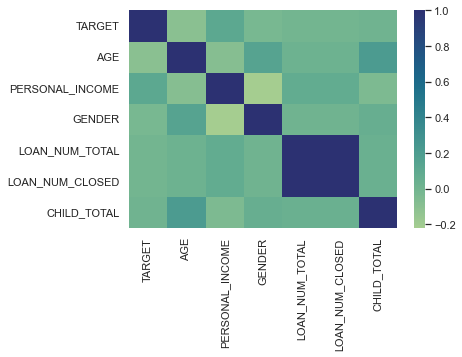 TARGET
AGE
PERSONAL_INCOME
GENDER
LOAN_NUM_TOTAL
LOAN_NUM_CLOSED
CHILD_TOTAL
TARGET
AGE
PERSONAL_INCOME
GENDER
LOAN_NUM_TOTAL
LOAN_NUM_CLOSED
CHILD_TOTAL
1.0
0.8
0.6
0.4
0.2
0.0
−0.2